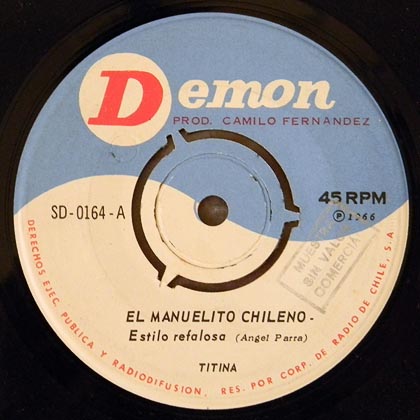 Demon
PROD. CAMILO FERNANDEZ
SD-0164-A
45 RPM
Ⓟ 1966
MUESTRA
SIN VALOR
COMERCIAL
EL MANUELITO CHILENO-
Estilo refalosa (Angel Parra)
TITINA
DERECHOS EJEC. PUBLICA Y RADIODIFUSION, RES. POR CORP. DE RADIO DE CHILE, S.A.